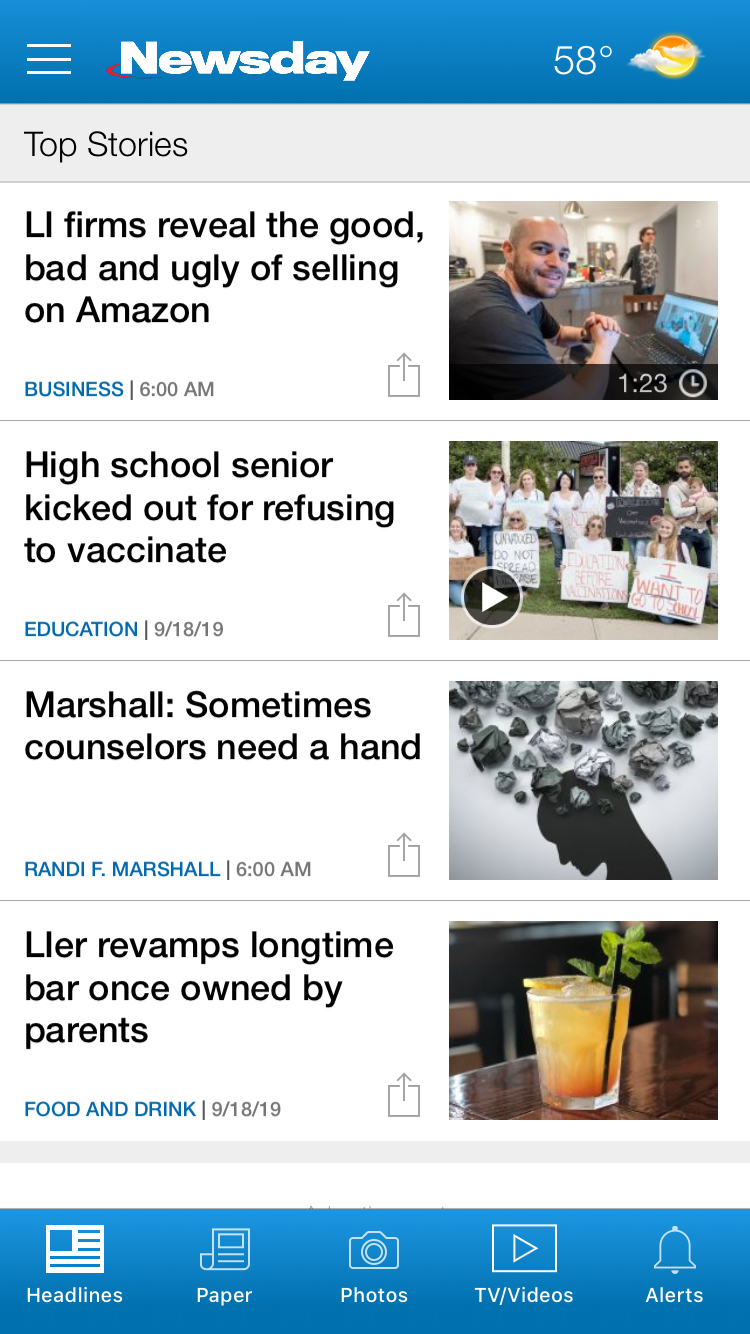 Newsday
58°
Top Stories
LI firms reveal the good,
bad and ugly of selling
on Amazon
BUSINESS | 6:00 AM
1:23
High school senior
kicked out for refusing
to vaccinate
EDUCATION | 9/18/19
UNVACCED
DO NOT
SPREAD
EDUCATION
BEFORE
VACCINATIONS
I
WANT TO
GO TO SCHOOL
Marshall: Sometimes
counselors need a hand
RANDI F. MARSHALL | 6:00 AM
LIer revamps longtime
bar once owned by
parents
FOOD AND DRINK | 9/18/19
Headlines
Paper
Photos
TV/Videos
Alerts